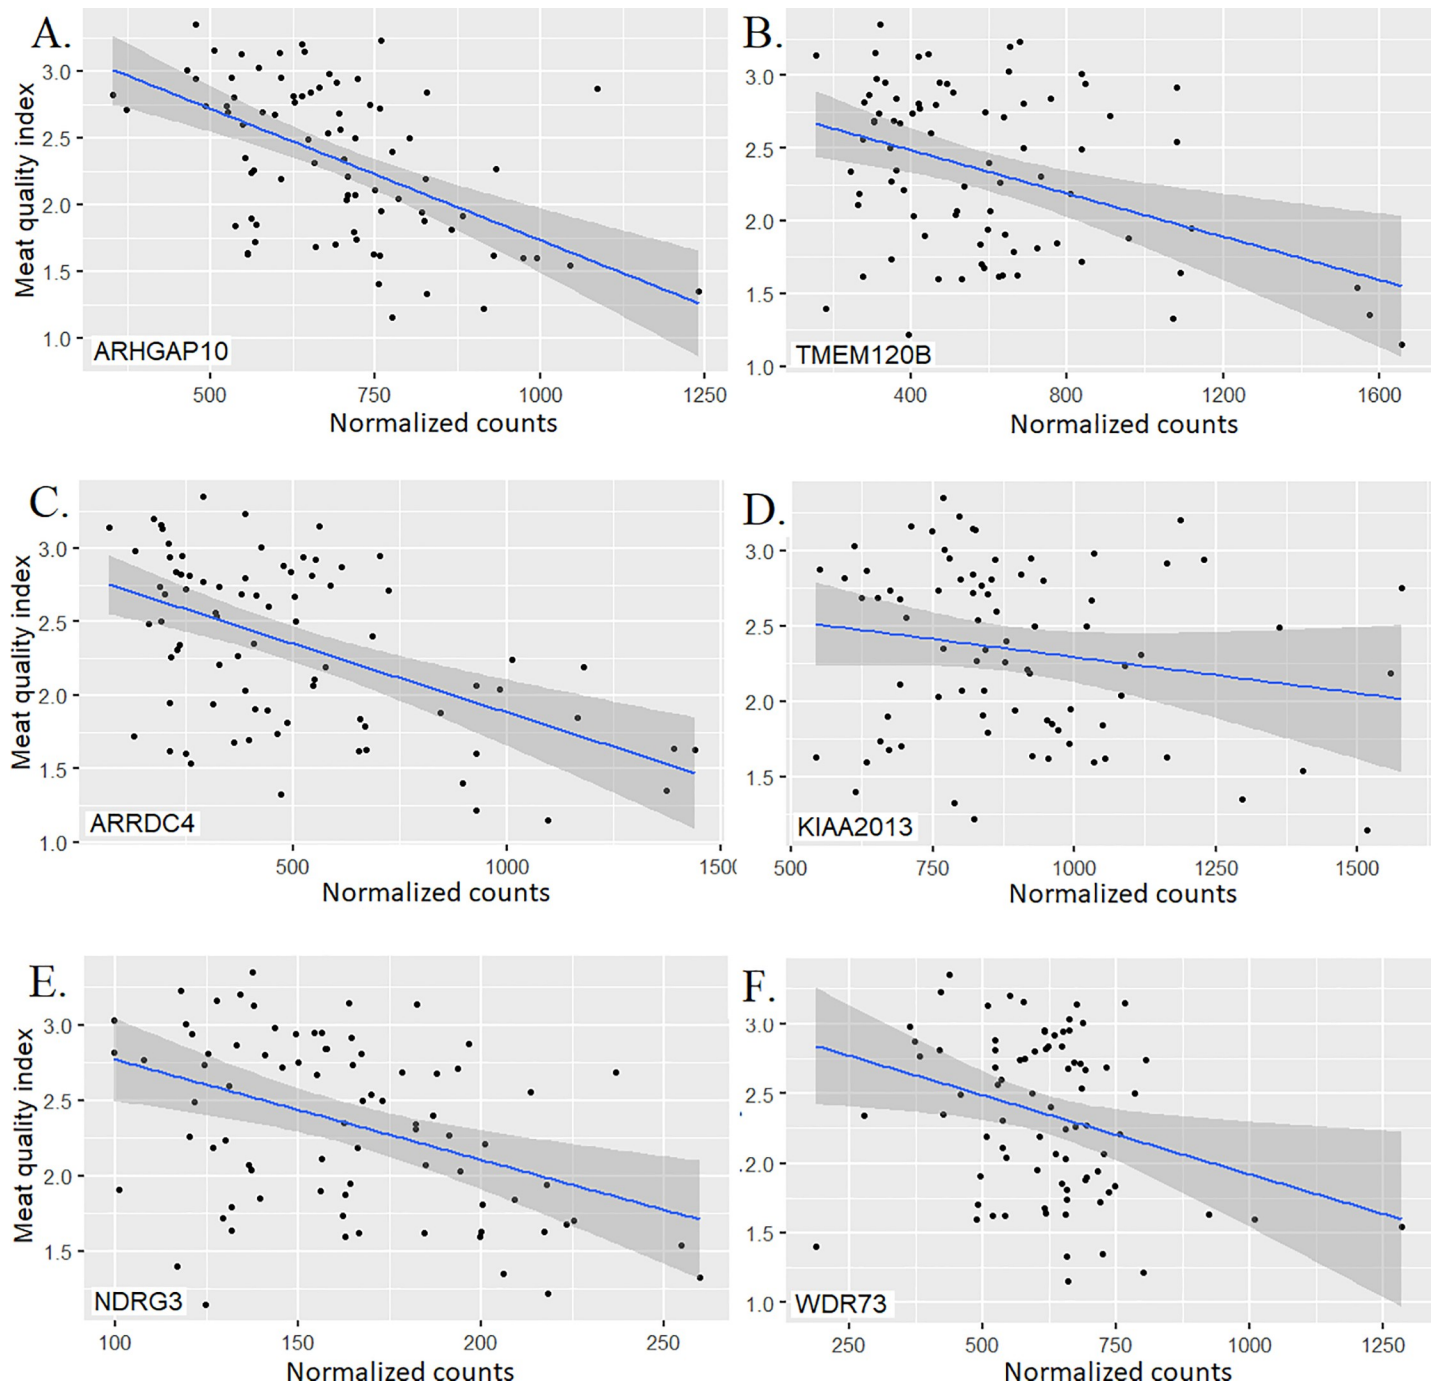 A.
Meat quality index
3.0
2.5
2.0
1.5
1.0
ARHGAP10
500 750 1000 1250
Normalized counts
B.
3.0
2.5
2.0
1.5
1.0
TMEM120B
400 800 1200 1600
Normalized counts
C.
Meat quality index
3.0
2.5
2.0
1.5
1.0
ARRDC4
500 1000 1500
Normalized counts
D.
3.0
2.5
2.0
1.5
KIAA2013
500 750 1000 1250 1500
Normalized counts
E.
Meat quality index
3.0
2.5
2.0
1.5
NDRG3
100 150 200 250
Normalized counts
F.
3.0
2.5
2.0
1.5
1.0
WDR73
250 500 750 1000 1250
Normalized counts